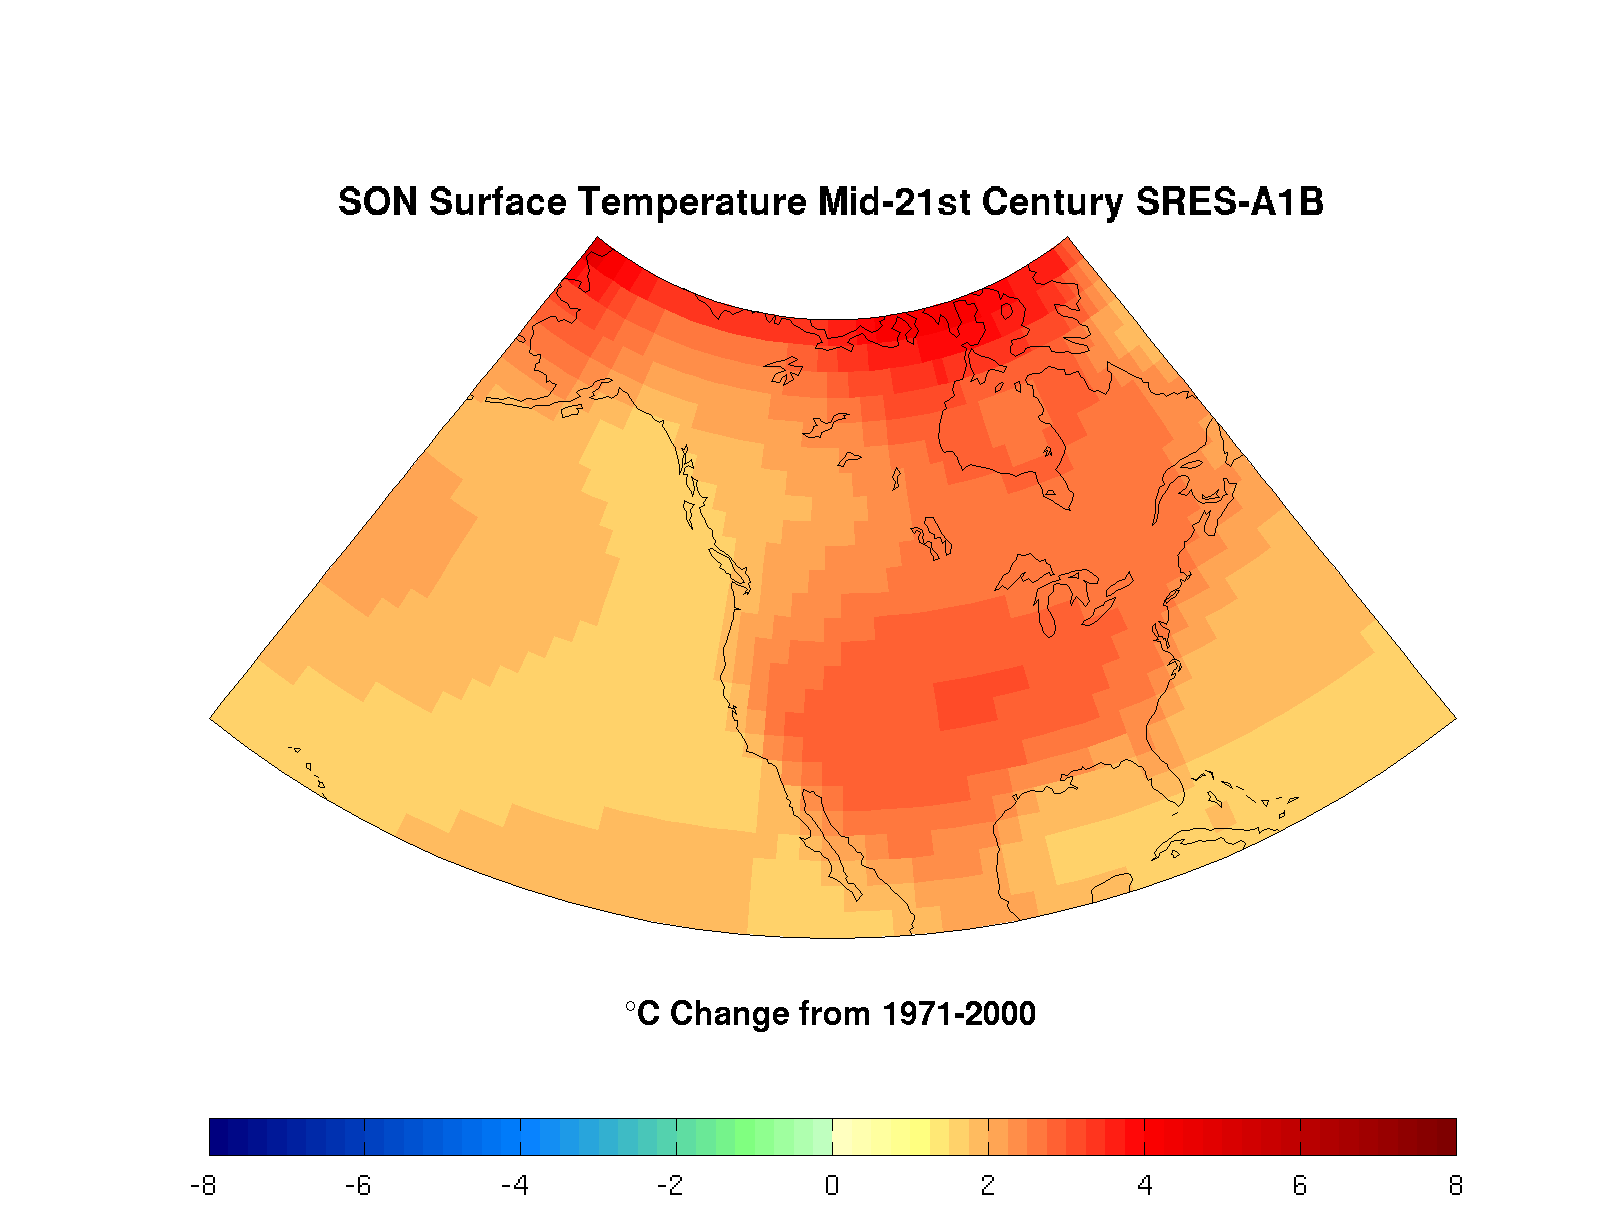 SON Surface Temperature Mid-21st Century SRES-A1B
°C Change from 1971-2000
-8 -6 -4 -2 0 2 4 6 8